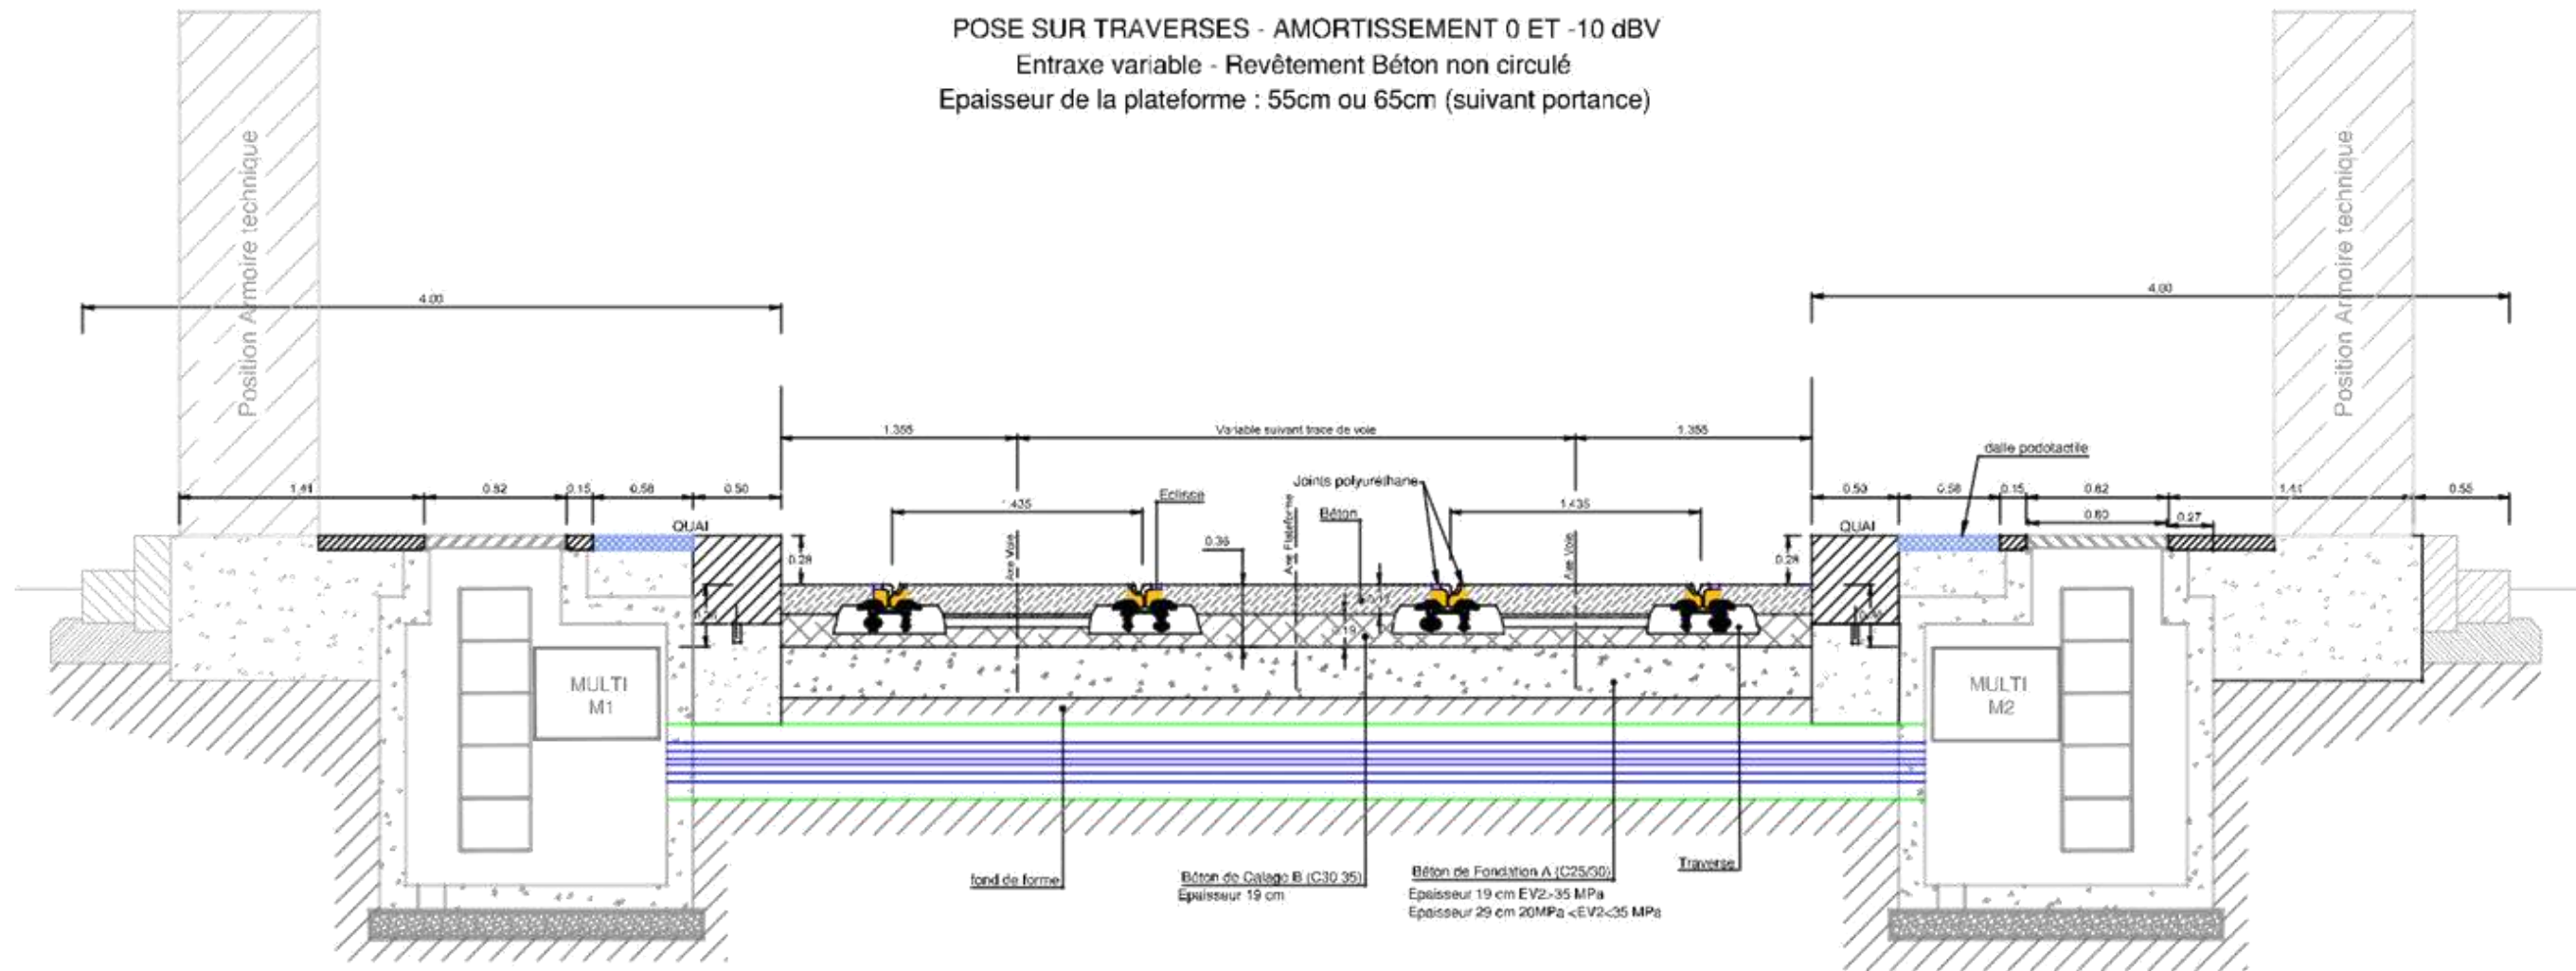 POSE SUR TRAVERSES - AMORTISSEMENT 0 ET -10 dBV
Entraxe variable - Revêtement Béton non circulé
Epaisseur de la plateforme : 55cm ou 65cm (suivant portance)
Position Armoire technique
Position Armoire technique
4.00
4.00
1.355
Variable suivant trace de voie
1.355
dalle podotactile
Joints polyuréthane
1.41
0.62
0.15
0.58
0.50
Eclisse
0.50
0.58
0.15
0.62
1.41
0.55
1.435
1.435
Béton
0.60
0.27
QUAI
QUAI
0.28
Axe Voie
0.36
Axe Plateforme
Axe Voie
0.28
MULTI
M1
MULTI
M2
fond de forme
Béton de Calage B (C30 35)
Epaisseur 19 cm
Béton de Fondation A (C25/30)
Epaisseur 19 cm EV2>35 MPa
Epaisseur 29 cm 20MPa <EV2<35 MPa
Traverse